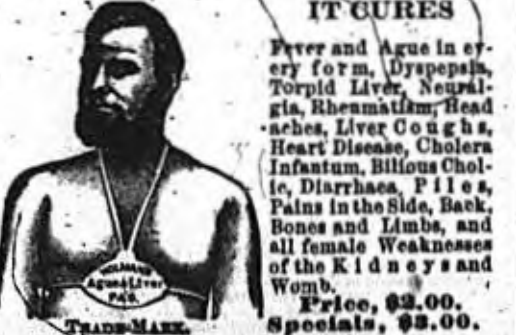 IT CURES
Fever and Ague in ev-
ery form, Dyspepsia,
Torpid Liver, Neural-
gia, Rheumatism, Head
aches, Liver Coughs,
Heart Disease, Cholera
Infantum, Bilious Chol-
ic, Diarrhaea, Piles,
Pains in the Side, Back,
Bones and Limbs, and
all female Weaknesses
of the Kidneys and
Womb.
Price, $2.00.
Specials, $3.00.
HOLMANS
Ague & Liver
PAD.
TRADE-MARK.